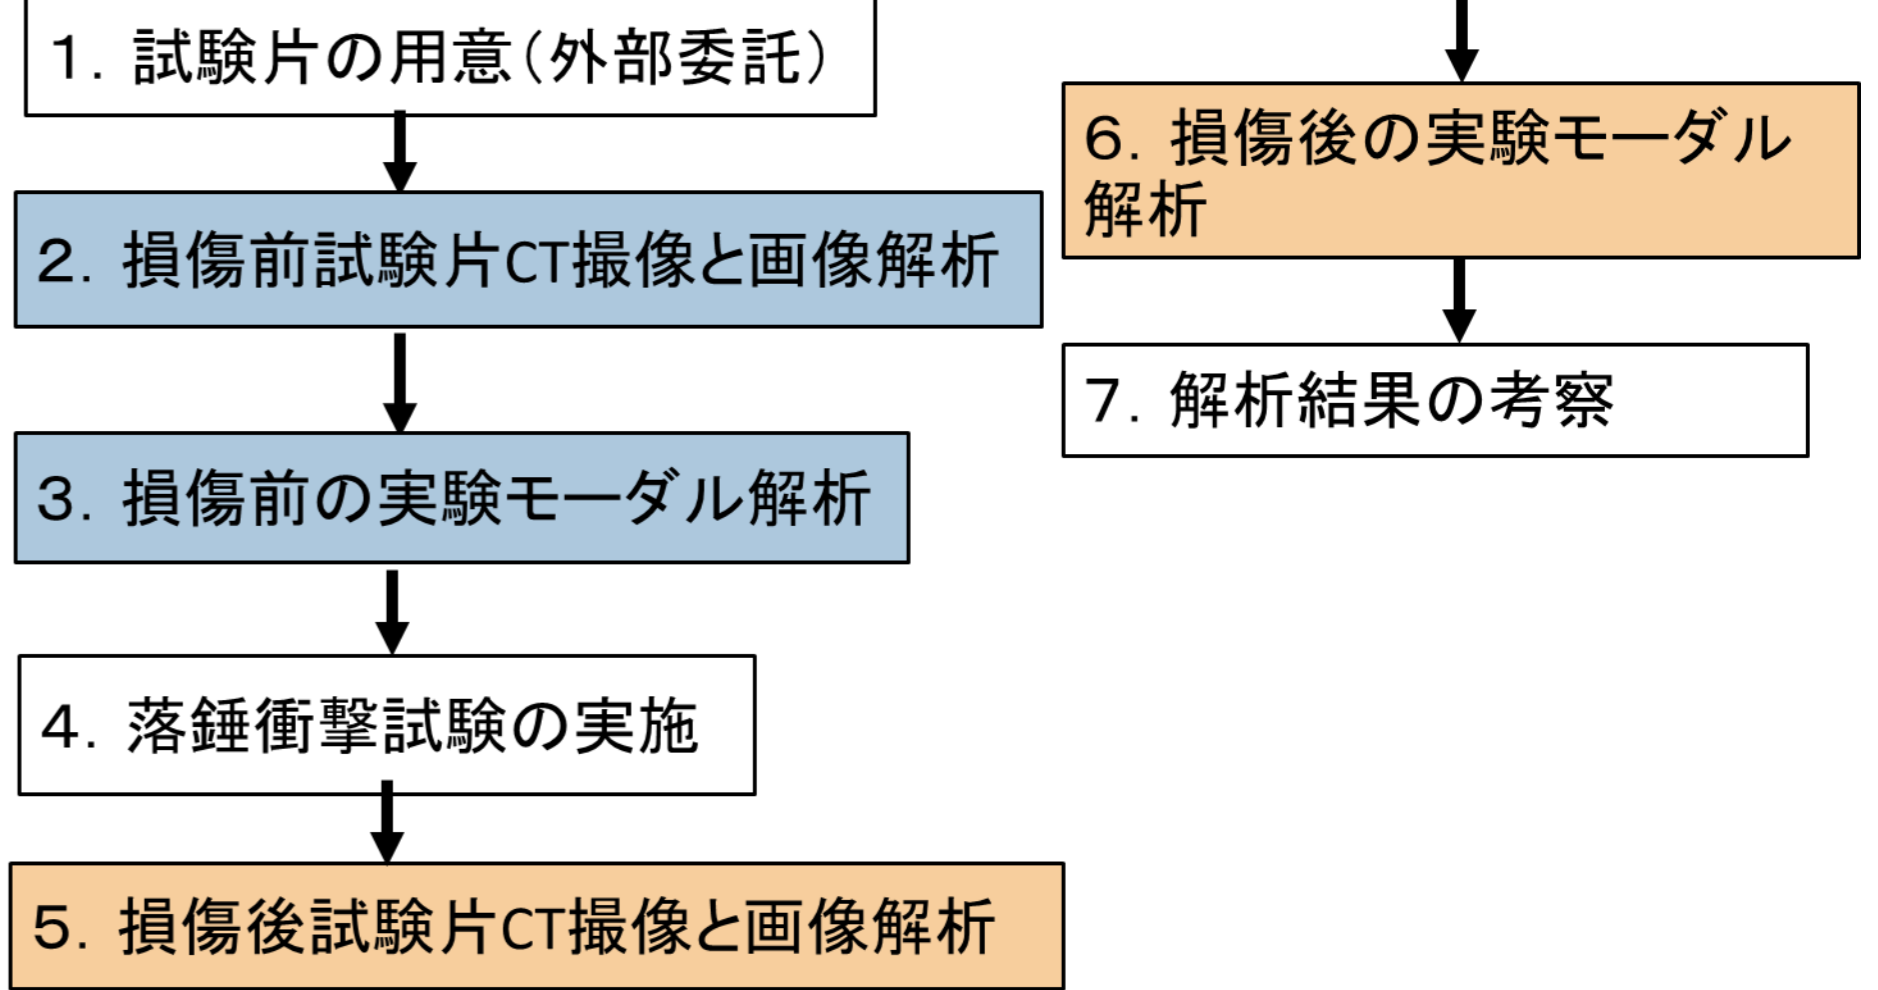 1. 試験片の用意(外部委託)
2. 損傷前試験片CT撮像と画像解析
3. 損傷前の実験モーダル解析
4. 落錘衝撃試験の実施
5. 損傷後試験片CT撮像と画像解析
6. 損傷後の実験モーダル
解析
7. 解析結果の考察